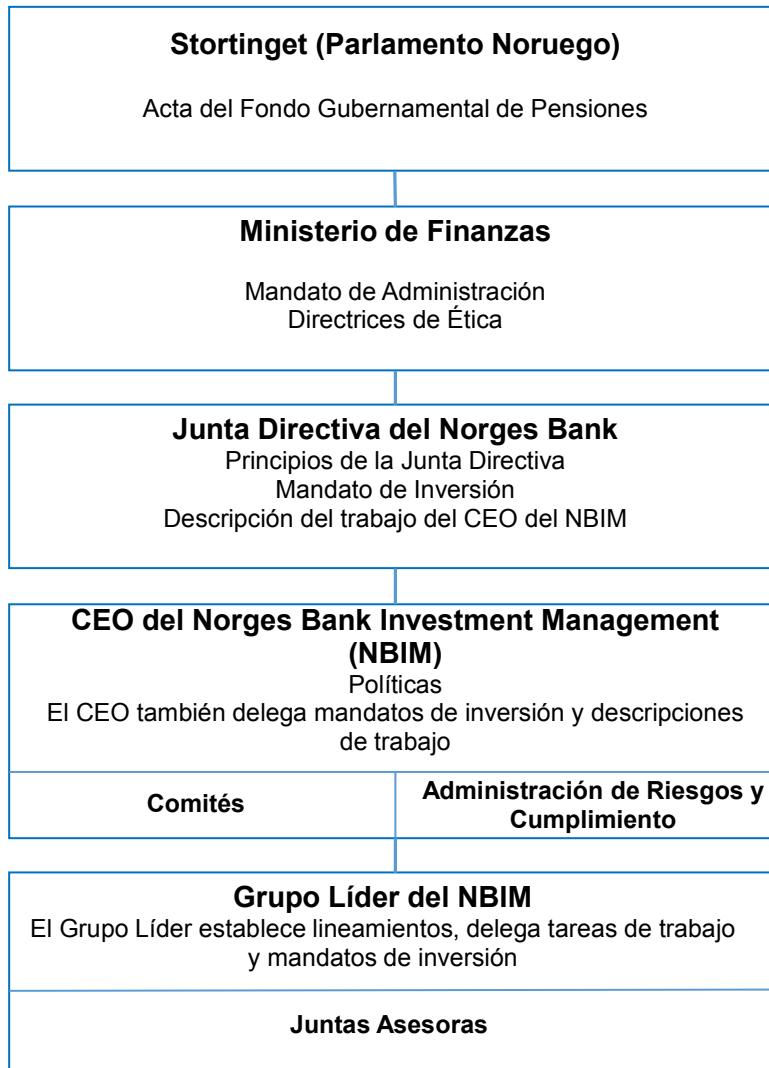 Stortinget (Parlamento Noruego)
Acta del Fondo Gubernamental de Pensiones
Ministerio de Finanzas
Mandato de Administración
Directrices de Ética
Junta Directiva del Norges Bank
Principios de la Junta Directiva
Mandato de Inversión
Descripción del trabajo del CEO del NBIM
CEO del Norges Bank Investment Management
(NBIM)
Políticas
El CEO también delega mandatos de inversión y descripciones
de trabajo
Comités
Administración de Riesgos y
Cumplimiento
Grupo Líder del NBIM
El Grupo Líder establece lineamientos, delega tareas de trabajo
y mandatos de inversión
Juntas Asesoras